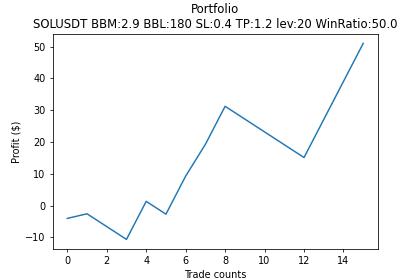 Portfolio
SOLUSDT BBM:2.9 BBL:180 SL:0.4 TP:1.2 lev:20 WinRatio:50.0
50
40
30
20
10
0
−10
Profit ($)
0 2 4 6 8 10 12 14
Trade counts